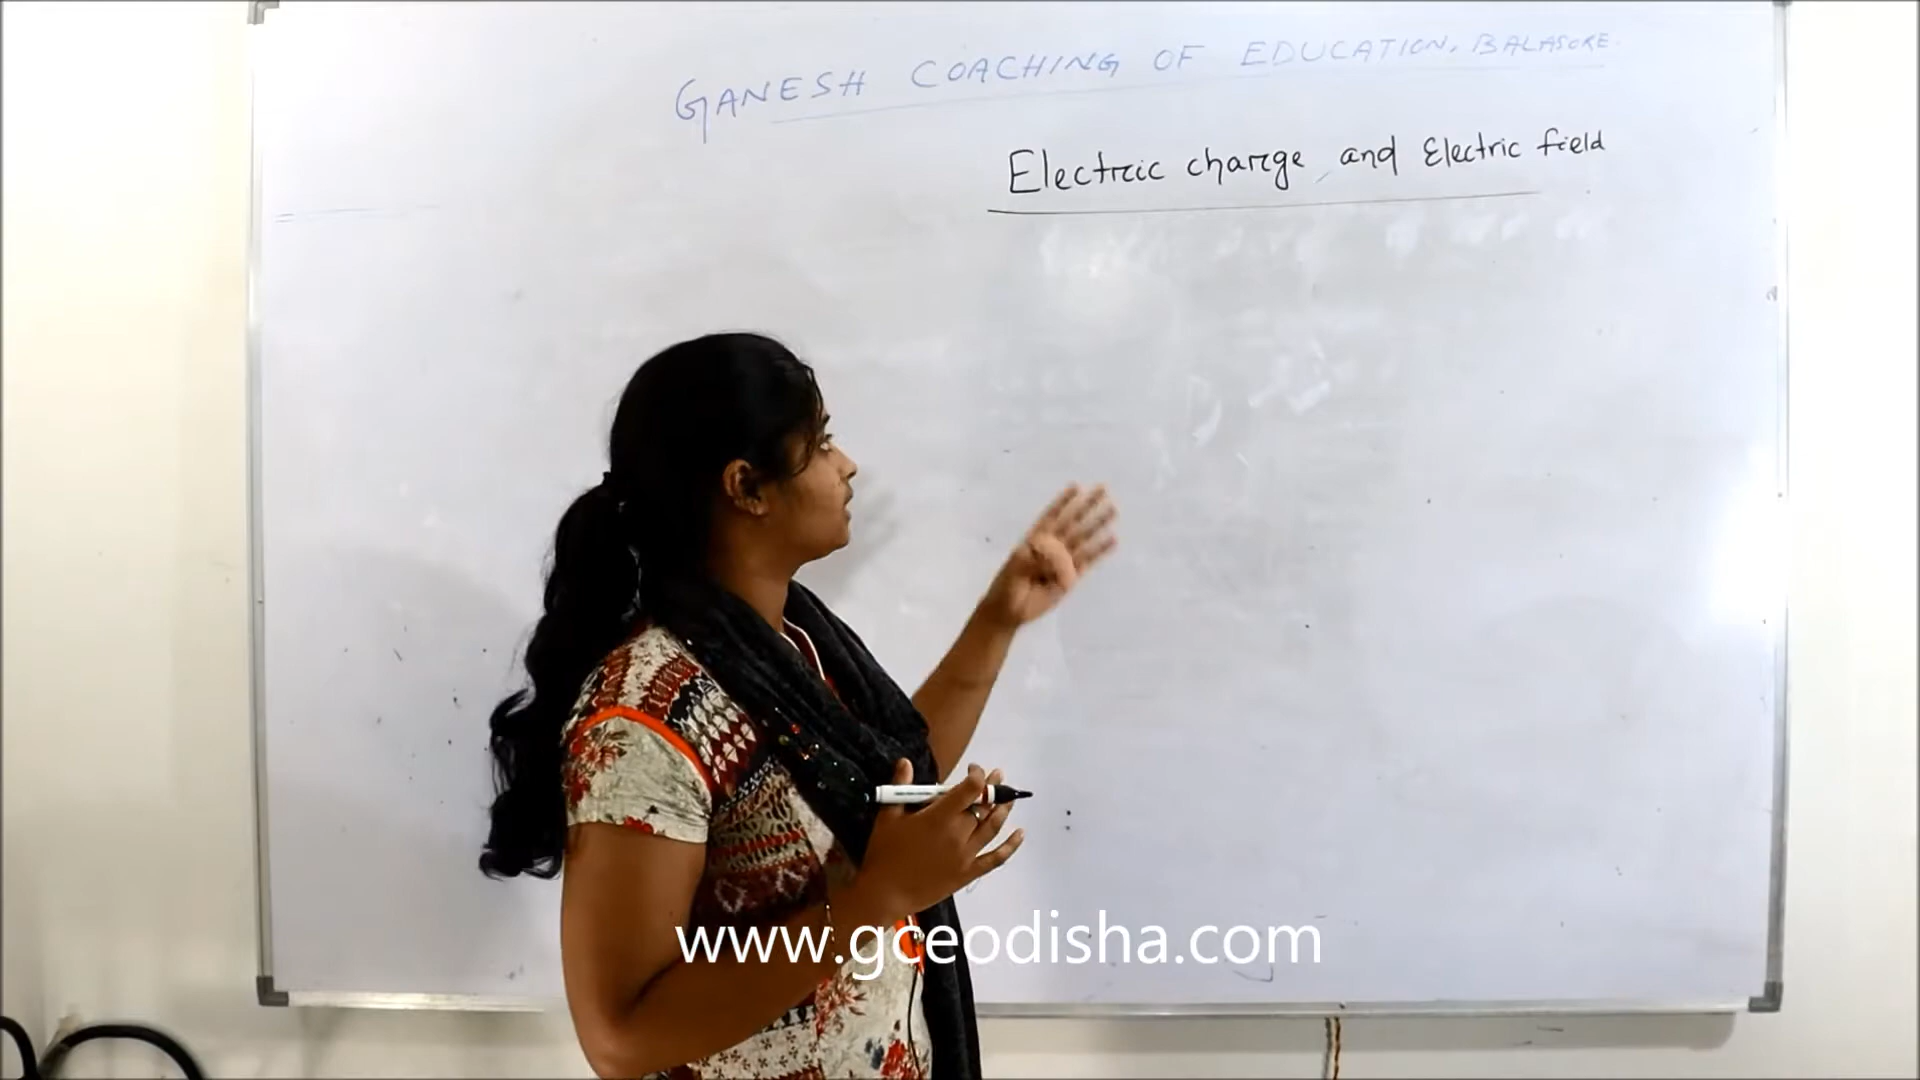 GANESH COACHING OF EDUCATION, BALASORE.
Electric charge and Electric field
www.gceodisha.com